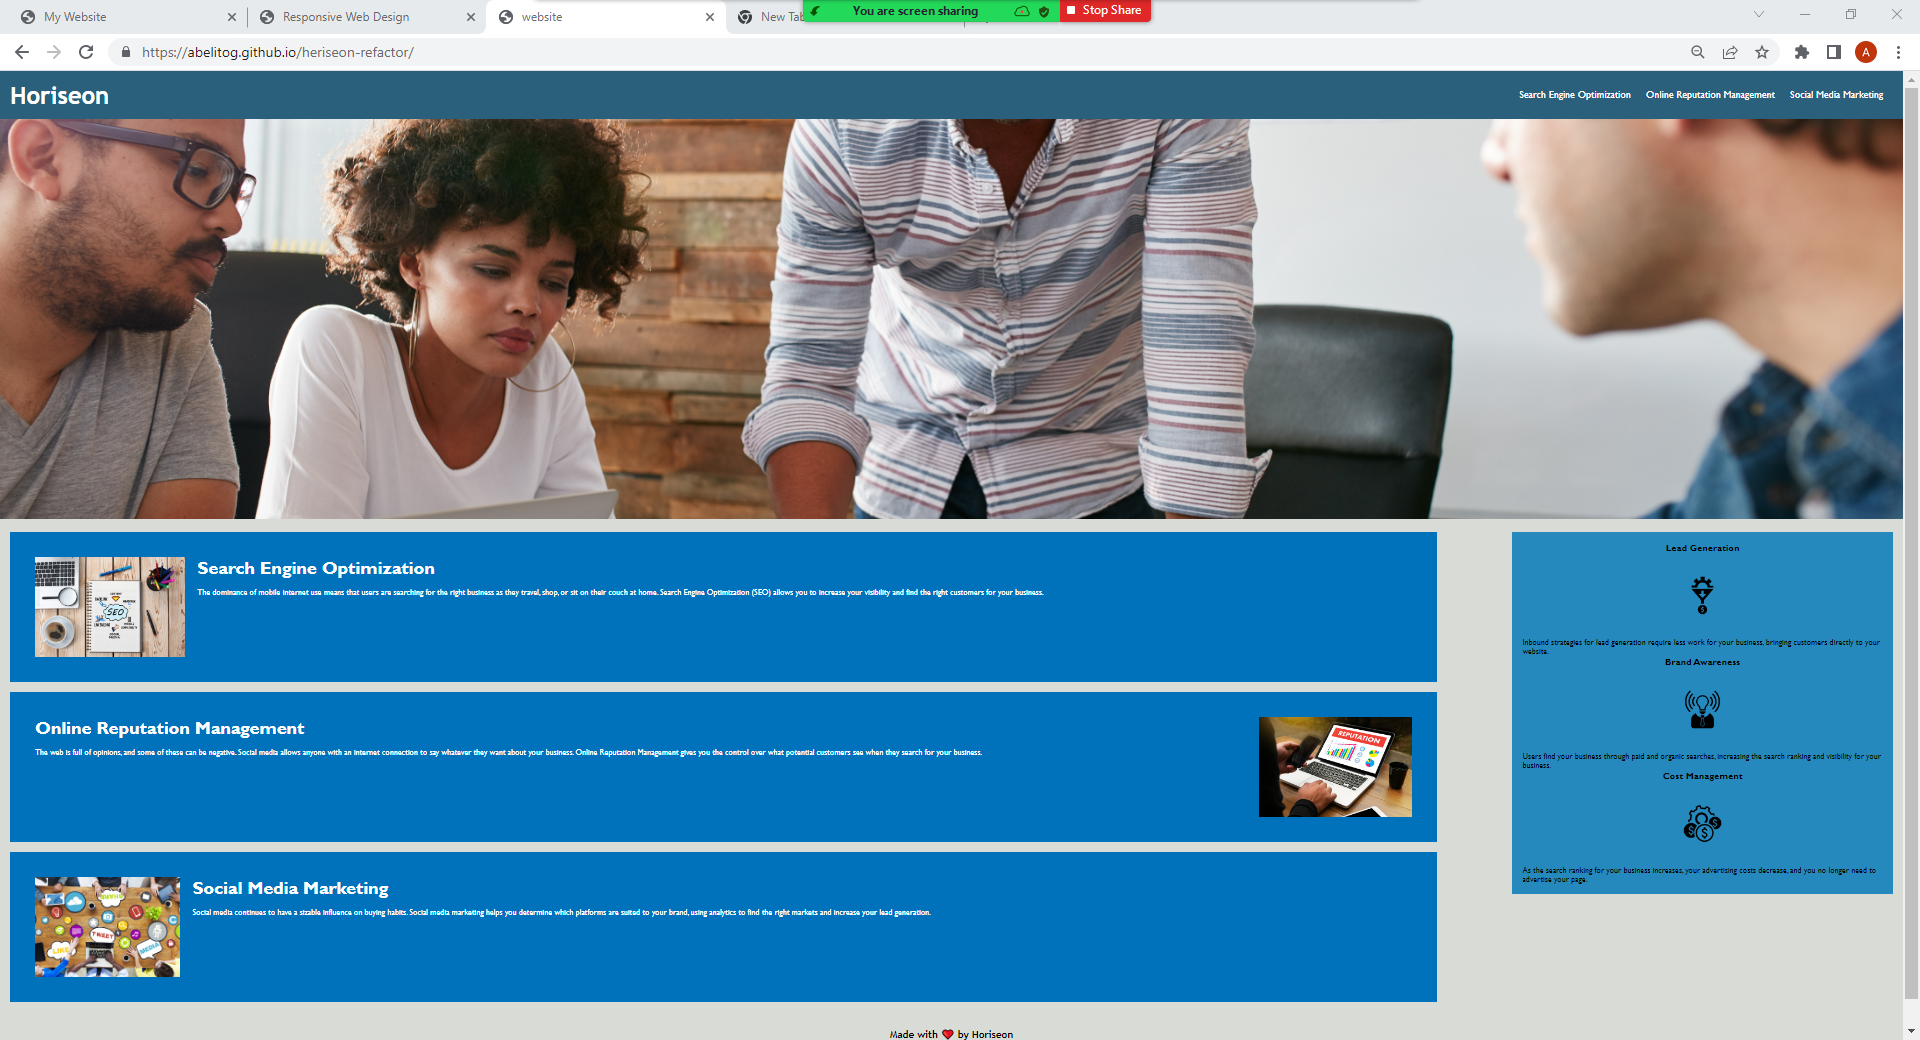 My Website
Responsive Web Design
website
New Tab
You are screen sharing
Stop Share
https://abelitog.github.io/heriseon-refactor/
A
Horiseon
Search Engine Optimization Online Reputation Management Social Media Marketing
Search Engine Optimization
The dominance of mobile internet use means that users are searching for the right business as they travel, shop, or sit on their couch at home. Search Engine Optimization (SEO) allows you to increase your visibility and find the right customers for your business.
SEO
Online Reputation Management
The web is full of opinions, and some of these can be negative. Social media allows anyone with an internet connection to say whatever they want about your business. Online Reputation Management gives you the control over what potential customers see when they search for your business.
REPUTATION
Social Media Marketing
Social media continues to have a sizable influence on buying habits. Social media marketing helps you determine which platforms are suited to your brand, using analytics to find the right markets and increase your lead generation.
TWEET
LIKE
MEDIA
Lead Generation
Inbound strategies for lead generation require less work for your business, bringing customers directly to your
website.
Brand Awareness
Users find your business through paid and organic searches, increasing the search ranking and visibility for your
business.
Cost Management
As the search ranking for your business increases, your advertising costs decrease, and you no longer need to
advertise your page.
Made with ❤ by Horiseon